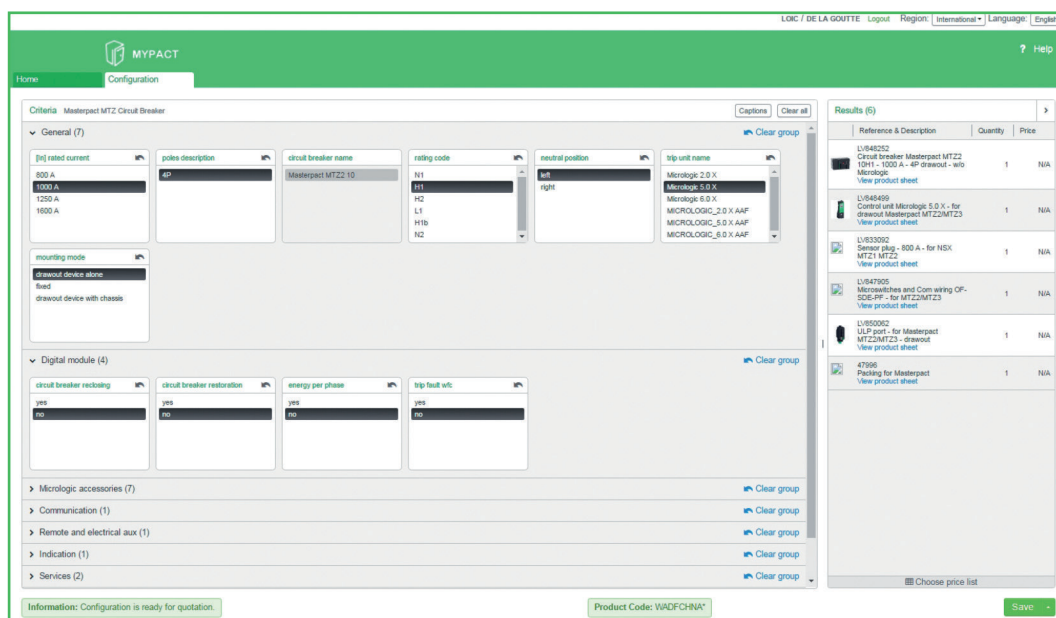 LOIC / DE LA GOUTTE Logout Region: International Language: English
MYPACT
? Help
Home Configuration
Criteria Masterpact MTZ Circuit Breaker Captions Clear all
General (7) Clear group
[In] rated current
800 A
1000 A
1250 A
1600 A
poles description
4P
circuit breaker name
Masterpact MTZ2 10
rating code
N1
H1
H2
L1
H1b
N2
neutral position
left
right
trip unit name
Micrologic 2.0 X
Micrologic 5.0 X
Micrologic 6.0 X
MICROLOGIC_2.0 X AAF
MICROLOGIC_5.0 X AAF
MICROLOGIC_6.0 X AAF
mounting mode
drawout device alone
fixed
drawout device with chassis
Digital module (4) Clear group
circuit breaker reclosing
yes
no
circuit breaker restoration
yes
no
energy per phase
yes
no
trip fault wfc
yes
no
Micrologic accessories (7) Clear group
Communication (1) Clear group
Remote and electrical aux (1) Clear group
Indication (1) Clear group
Services (2) Clear group
Results (6)
Reference & Description Quantity Price
LV848252
Circuit breaker Masterpact MTZ2
10H1 - 1000 A - 4P drawout - w/o
Micrologic
View product sheet
1 N/A
LV848499
Control unit Micrologic 5.0 X - for
drawout Masterpact MTZ2/MTZ3
View product sheet
1 N/A
LV833092
Sensor plug - 800 A - for NSX
MTZ1 MTZ2
View product sheet
1 N/A
LV847905
Microswitches and Com wiring OF-
SDE-PF - for MTZ2/MTZ3
View product sheet
1 N/A
LV850062
ULP port - for Masterpact
MTZ2/MTZ3 - drawout
View product sheet
1 N/A
47996
Packing for Masterpact
View product sheet
1 N/A
Choose price list
Information: Configuration is ready for quotation.
Product Code: WADFCHNA*
Save